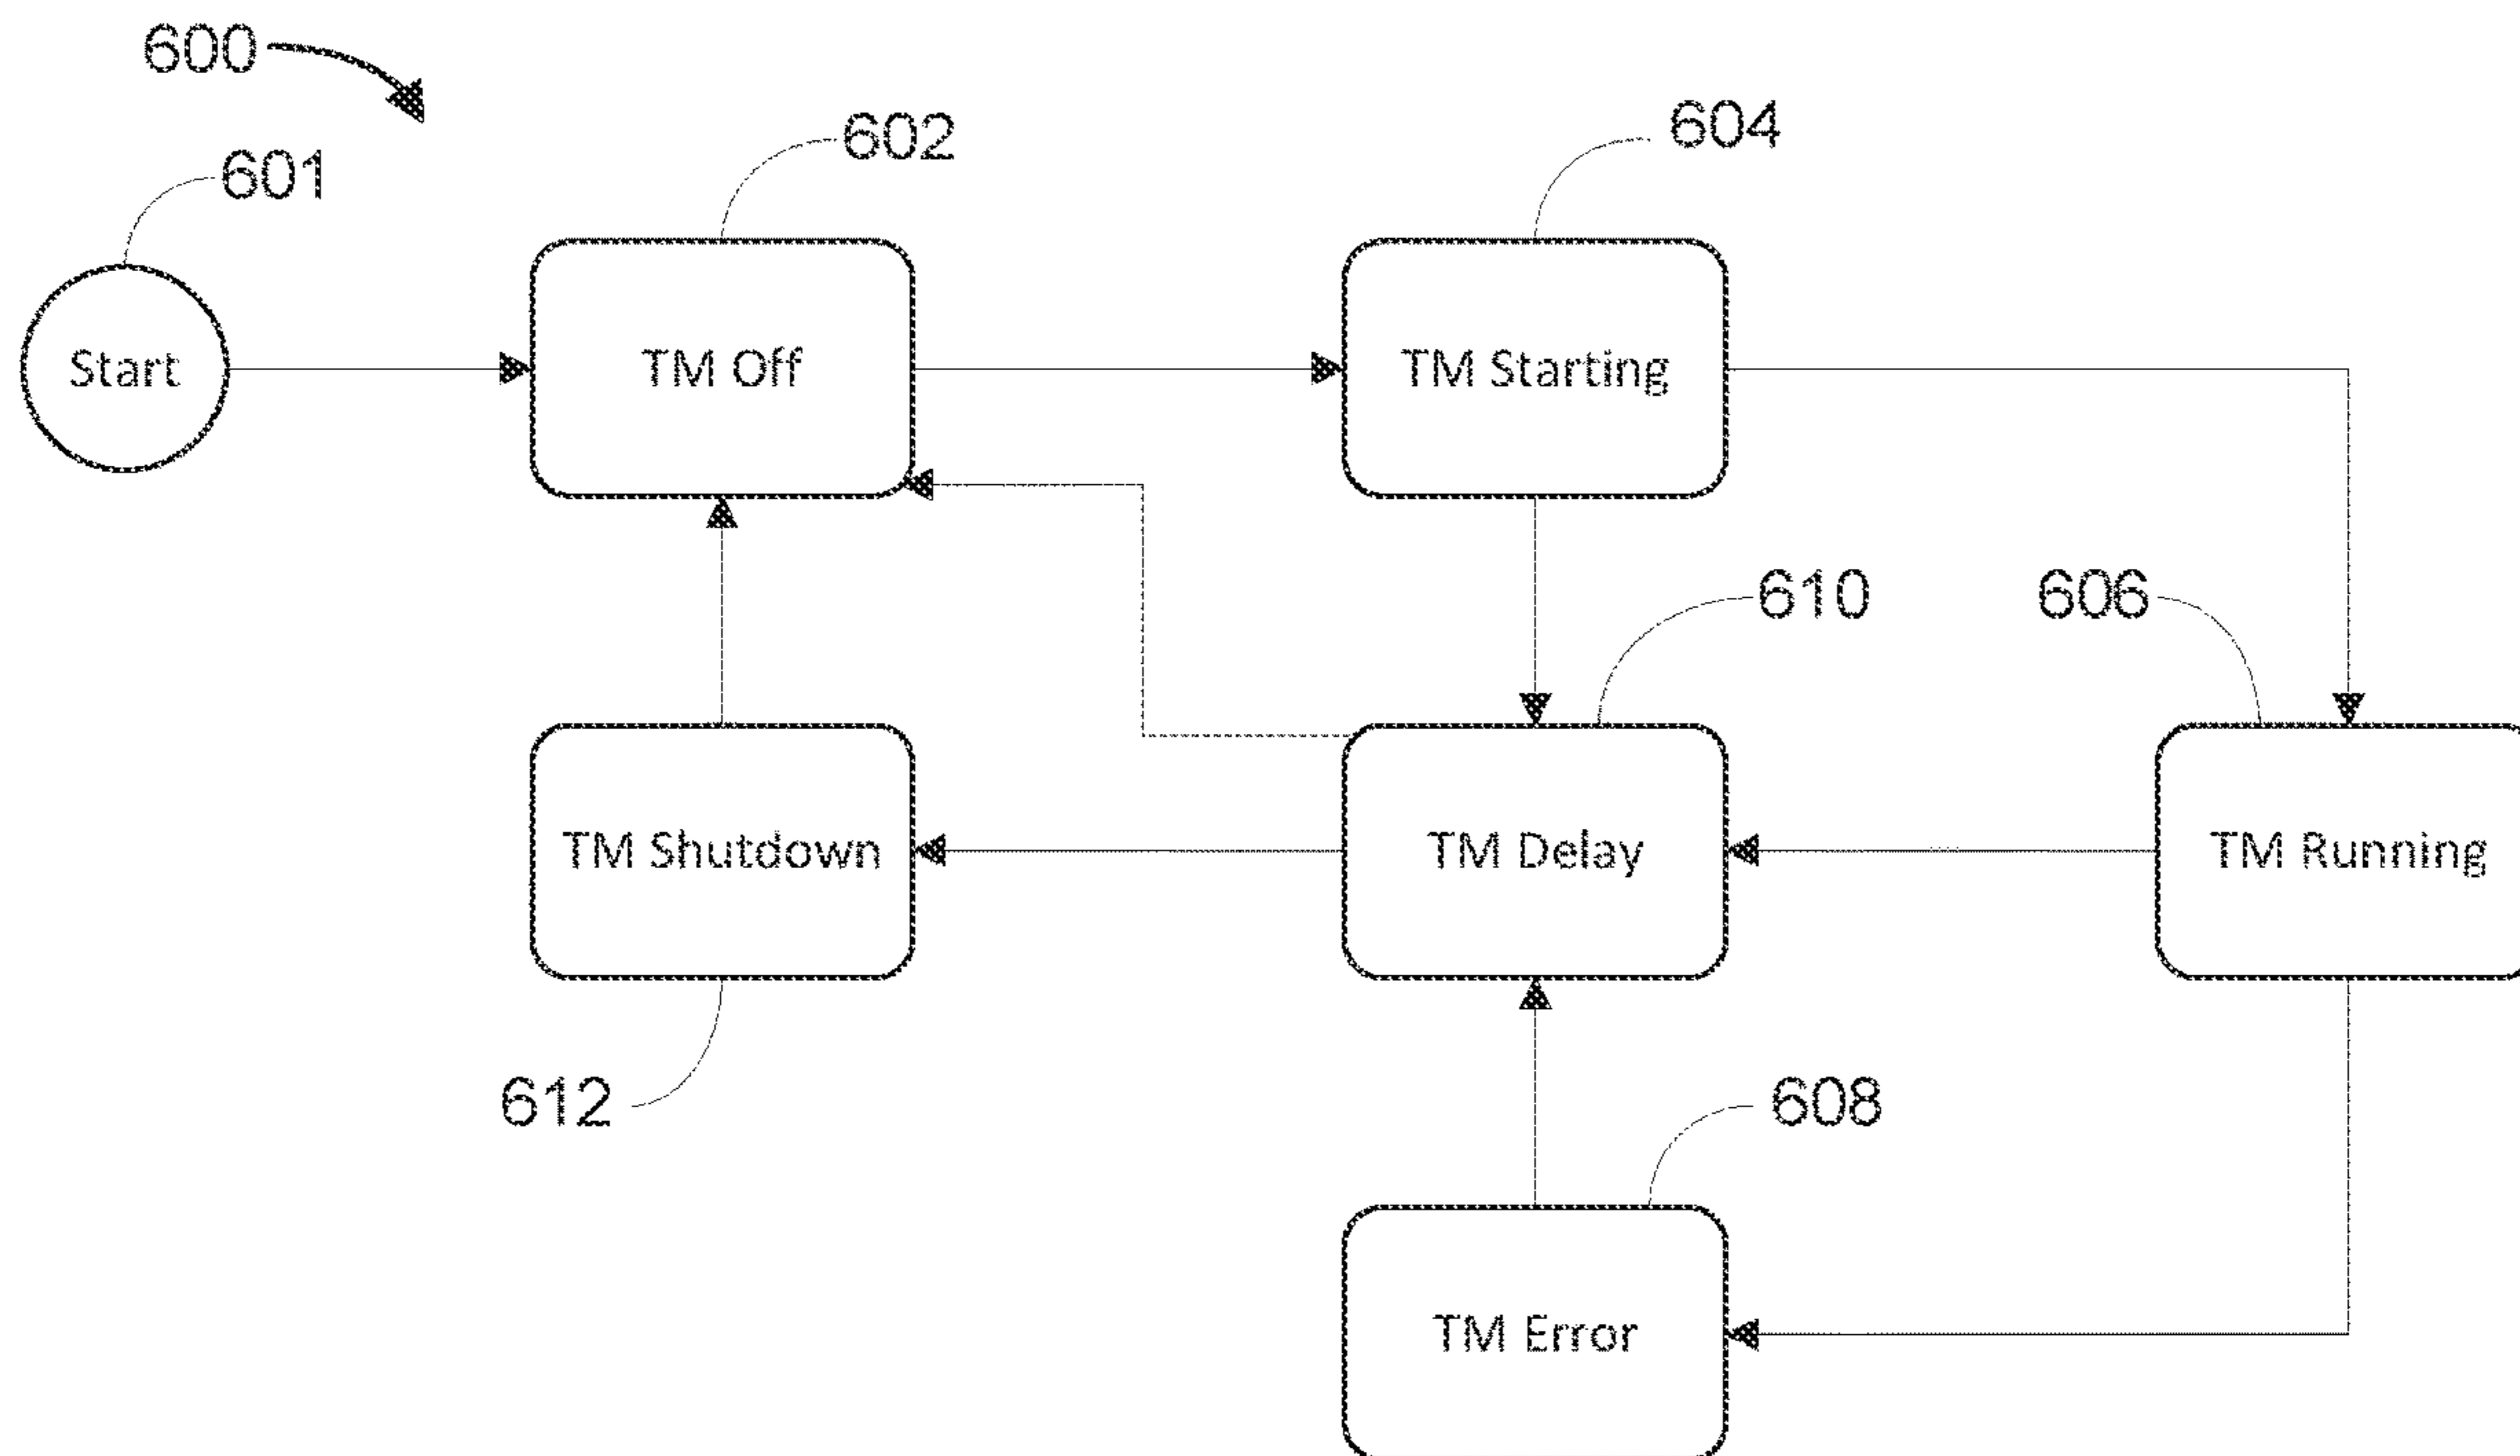 600
601
602
604
Start
TM Off
TM Starting
610
606
TM Shutdown
TM Delay
TM Running
612
608
TM Error